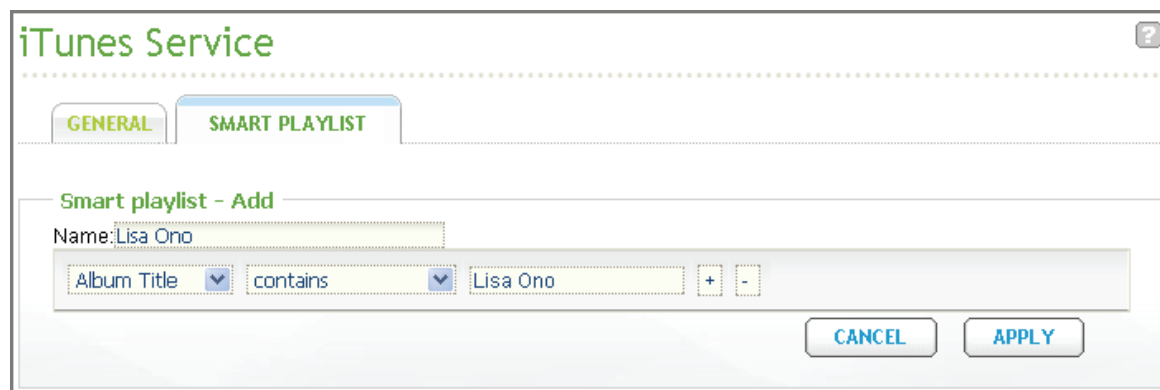 iTunes Service
?
GENERAL SMART PLAYLIST
Smart playlist - Add
Name: Lisa Ono
Album Title contains Lisa Ono + -
CANCEL APPLY